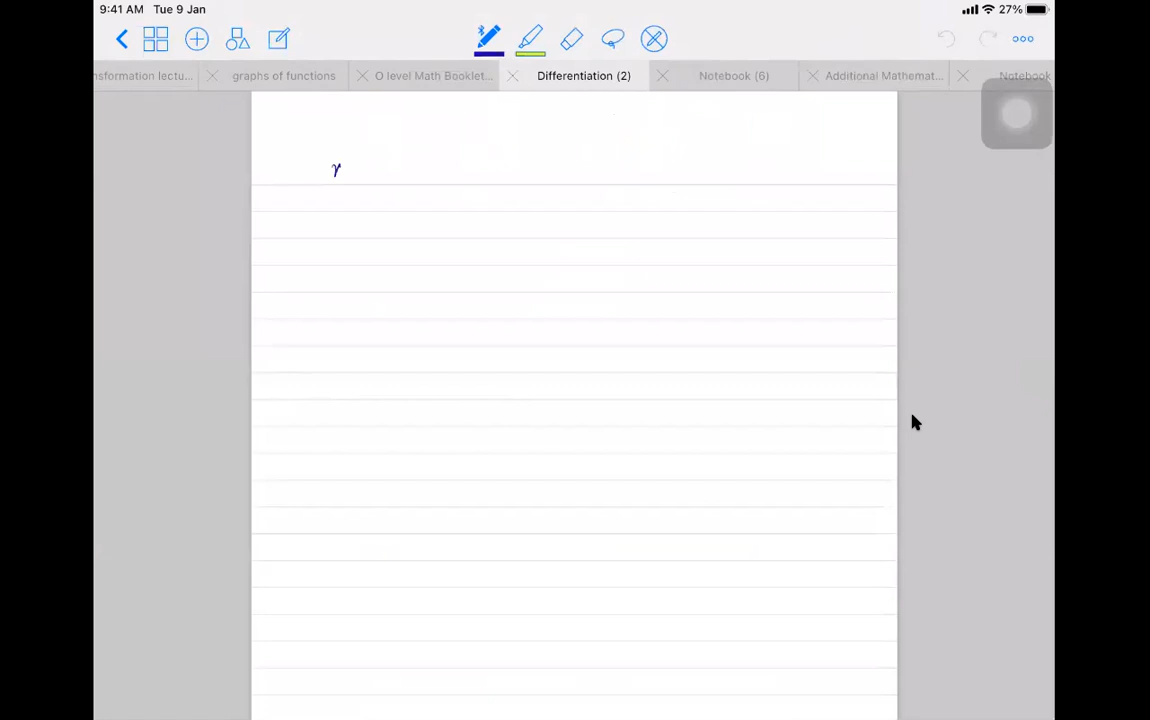 9:41 AM Tue 9 Jan
27%
nsformation lectu...
graphs of functions
O level Math Booklet...
Differentiation (2)
Notebook (6)
Additional Mathemat...
Notebook